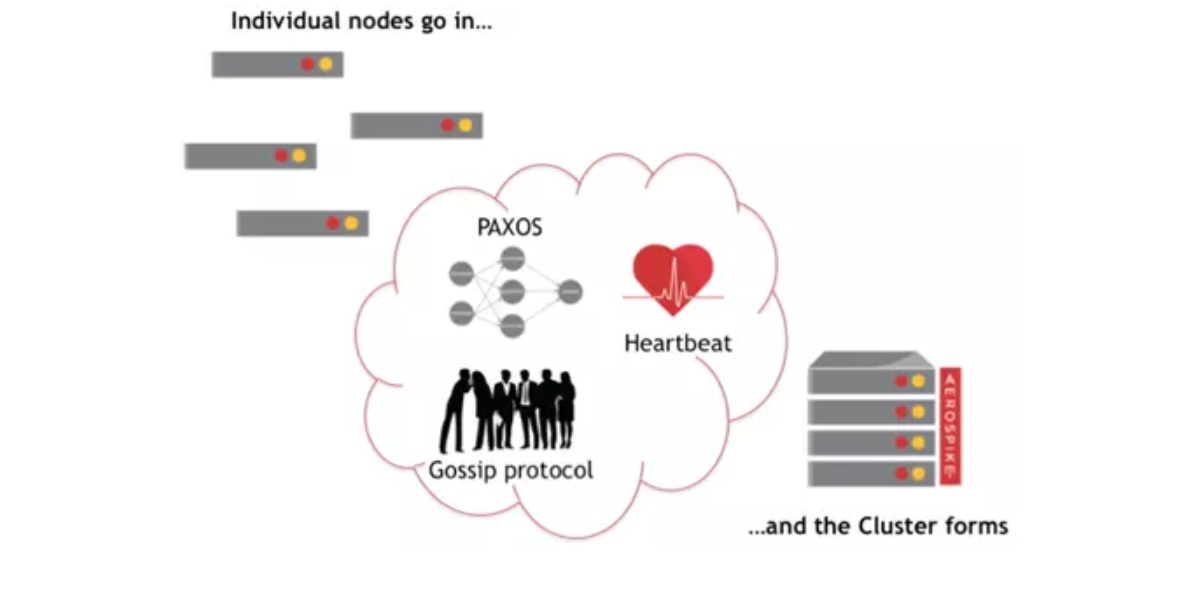 Individual nodes go in...
PAXOS
Heartbeat
Gossip protocol
AEROSPIKE
...and the Cluster forms